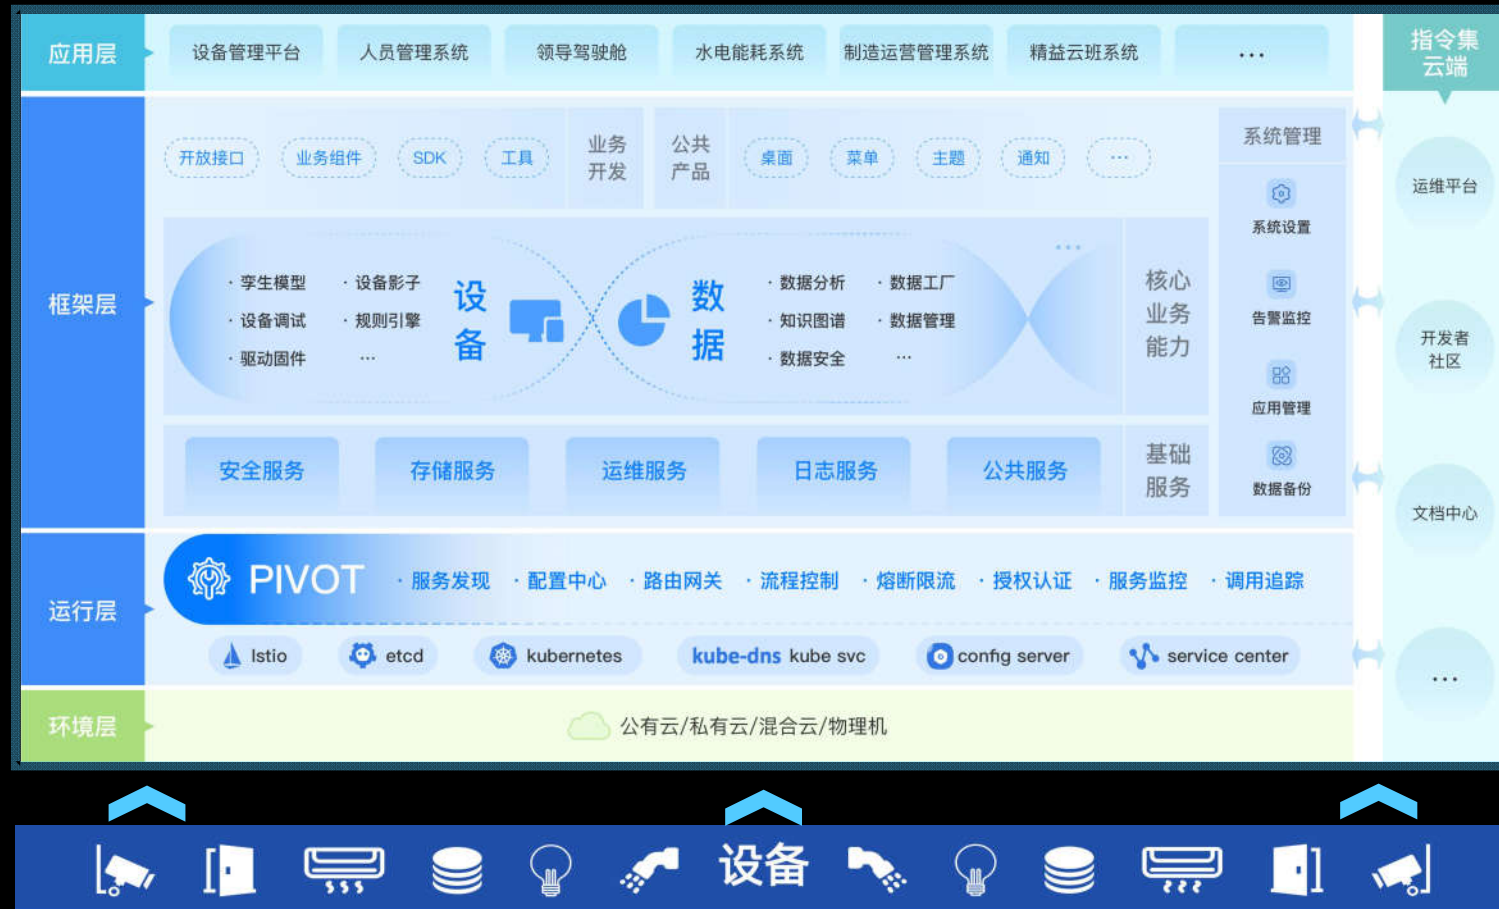 应用层
设备管理平台
人员管理系统
领导驾驶舱
水电能耗系统
制造运营管理系统
精益云班系统
...
指令集
云端
框架层
开放接口
业务组件
SDK
工具
业务
开发
公共
产品
桌面
菜单
主题
通知
...
系统管理
系统设置
告警监控
应用管理
数据备份
· 孪生模型
· 设备影子
· 设备调试
· 规则引擎
· 驱动固件
...
设
备
数
据
· 数据分析
· 数据工厂
· 知识图谱
· 数据管理
· 数据安全
...
...
核心
业务
能力
安全服务
存储服务
运维服务
日志服务
公共服务
基础
服务
运行层
PIVOT
· 服务发现
· 配置中心
· 路由网关
· 流程控制
· 熔断限流
· 授权认证
· 服务监控
· 调用追踪
Istio
etcd
kubernetes
kube-dns kube svc
config server
service center
环境层
公有云/私有云/混合云/物理机
运维平台
开发者
社区
文档中心
...
设备